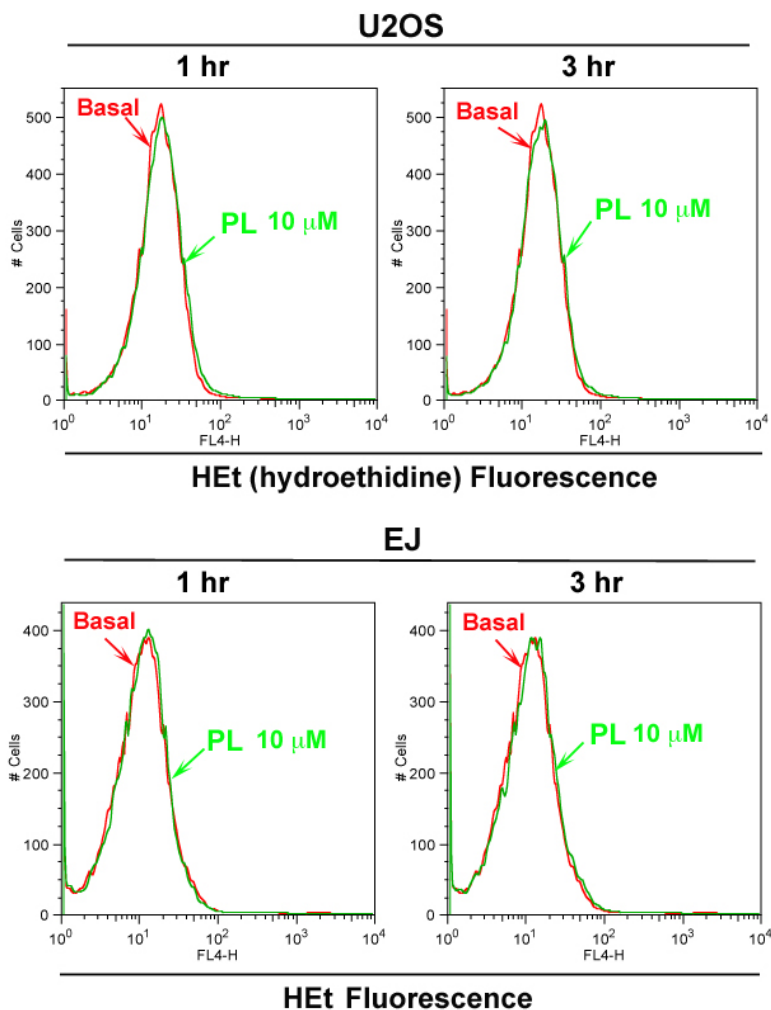 U2OS
1 hr
3 hr
Basal
PL 10 µM
# Cells
500
400
300
200
100
0
10^0 10^1 10^2 10^3 10^4
FL4-H
Basal
PL 10 µM
# Cells
500
400
300
200
100
0
10^0 10^1 10^2 10^3 10^4
FL4-H
HEt (hydroethidine) Fluorescence
EJ
1 hr
3 hr
Basal
PL 10 µM
# Cells
400
300
200
100
0
10^0 10^1 10^2 10^3 10^4
FL4-H
Basal
PL 10 µM
# Cells
400
300
200
100
0
10^0 10^1 10^2 10^3 10^4
FL4-H
HEt Fluorescence